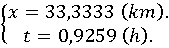 x = 33,3333 (km).
t = 0,9259 (h).